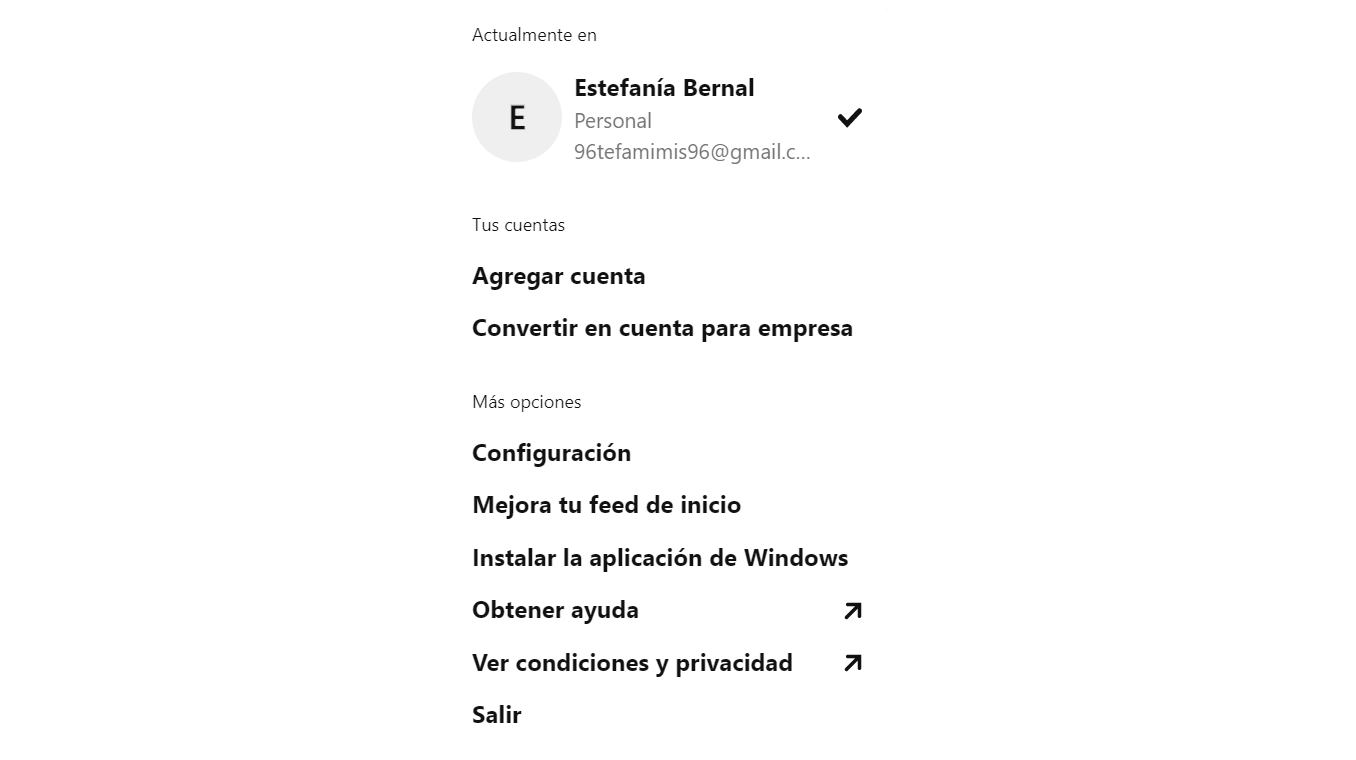 Actualmente en
E
Estefanía Bernal
Personal
96tefamimis96@gmail.c...
Tus cuentas
Agregar cuenta
Convertir en cuenta para empresa
Más opciones
Configuración
Mejora tu feed de inicio
Instalar la aplicación de Windows
Obtener ayuda
Ver condiciones y privacidad
Salir